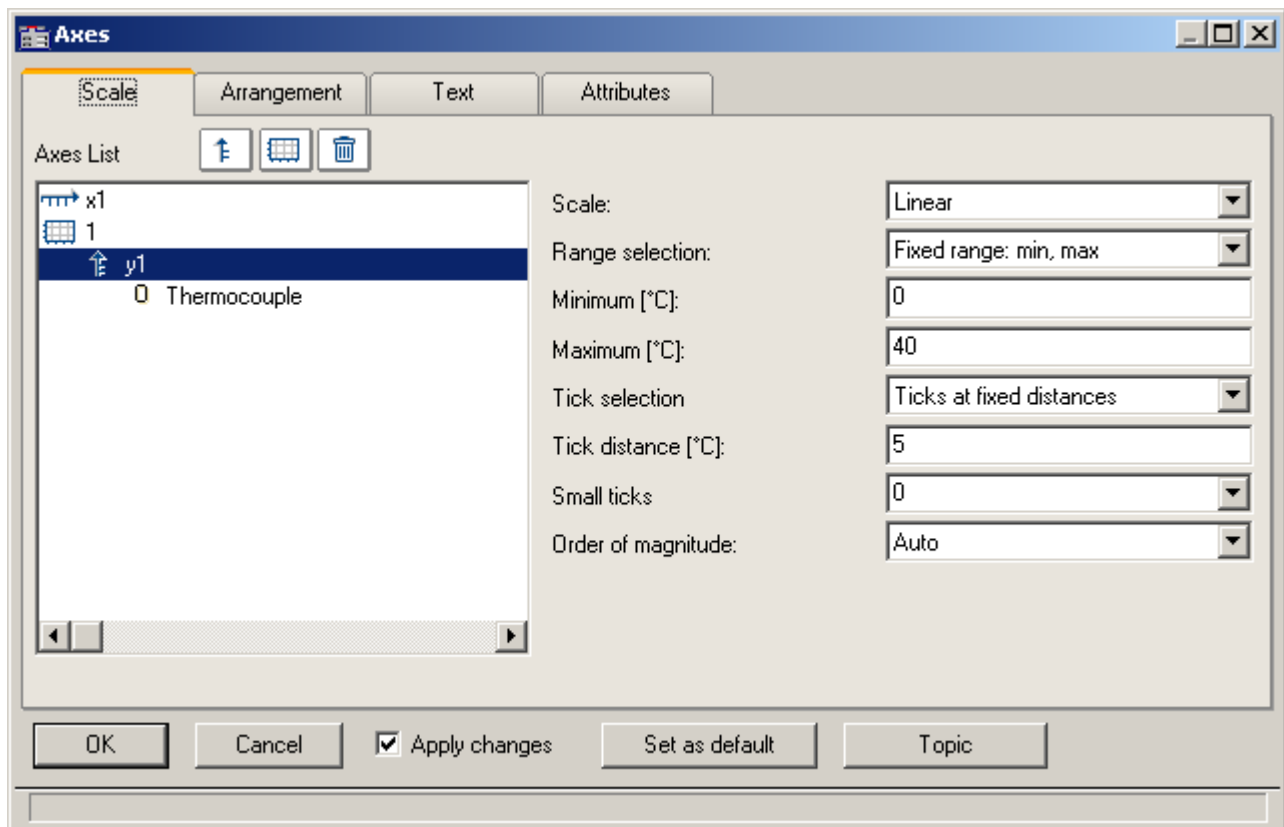 Axes
Scale Arrangement Text Attributes
Axes List
x1
1
y1
0 Thermocouple
Scale: Linear
Range selection: Fixed range: min, max
Minimum [°C]: 0
Maximum [°C]: 40
Tick selection Ticks at fixed distances
Tick distance [°C]: 5
Small ticks 0
Order of magnitude: Auto
OK Cancel Apply changes Set as default Topic